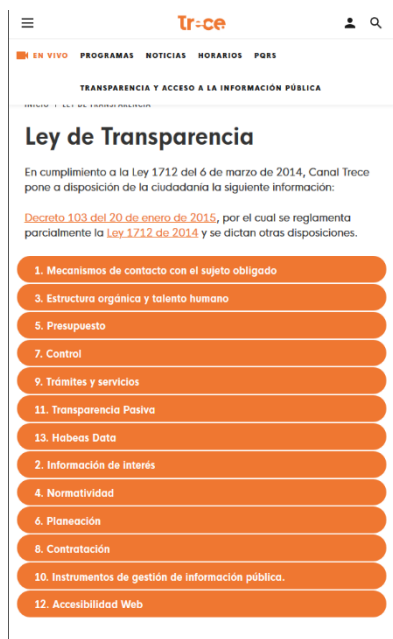 Trece
EN VIVO PROGRAMAS NOTICIAS HORARIOS PQRS
TRANSPARENCIA Y ACCESO A LA INFORMACIÓN PÚBLICA
INICIO / LEY DE TRANSPARENCIA
Ley de Transparencia
En cumplimiento a la Ley 1712 del 6 de marzo de 2014, Canal Trece
pone a disposición de la ciudadanía la siguiente información:
Decreto 103 del 20 de enero de 2015, por el cual se reglamenta
parcialmente la Ley 1712 de 2014 y se dictan otras disposiciones.
1. Mecanismos de contacto con el sujeto obligado
3. Estructura orgánica y talento humano
5. Presupuesto
7. Control
9. Trámites y servicios
11. Transparencia Pasiva
13. Habeas Data
2. Información de interés
4. Normatividad
6. Planeación
8. Contratación
10. Instrumentos de gestión de información pública.
12. Accesibilidad Web